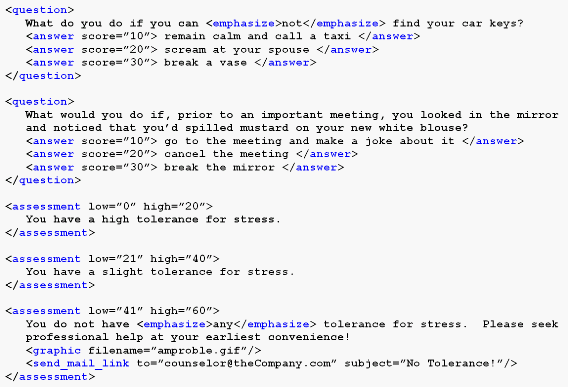 <question>
What do you do if you can <emphasize>not</emphasize> find your car keys?
<answer score="10"> remain calm and call a taxi </answer>
<answer score="20"> scream at your spouse </answer>
<answer score="30"> break a vase </answer>
</question>
<question>
What would you do if, prior to an important meeting, you looked in the mirror
and noticed that you’d spilled mustard on your new white blouse?
<answer score="10"> go to the meeting and make a joke about it </answer>
<answer score="20"> cancel the meeting </answer>
<answer score="30"> break the mirror </answer>
</question>
<assessment low="0" high="20">
You have a high tolerance for stress.
</assessment>
<assessment low="21" high="40">
You have a slight tolerance for stress.
</assessment>
<assessment low="41" high="60">
You do not have <emphasize>any</emphasize> tolerance for stress.  Please seek
professional help at your earliest convenience!
<graphic filename="amproble.gif"/>
<send_mail_link to="counselor@theCompany.com" subject="No Tolerance!"/>
</assessment>